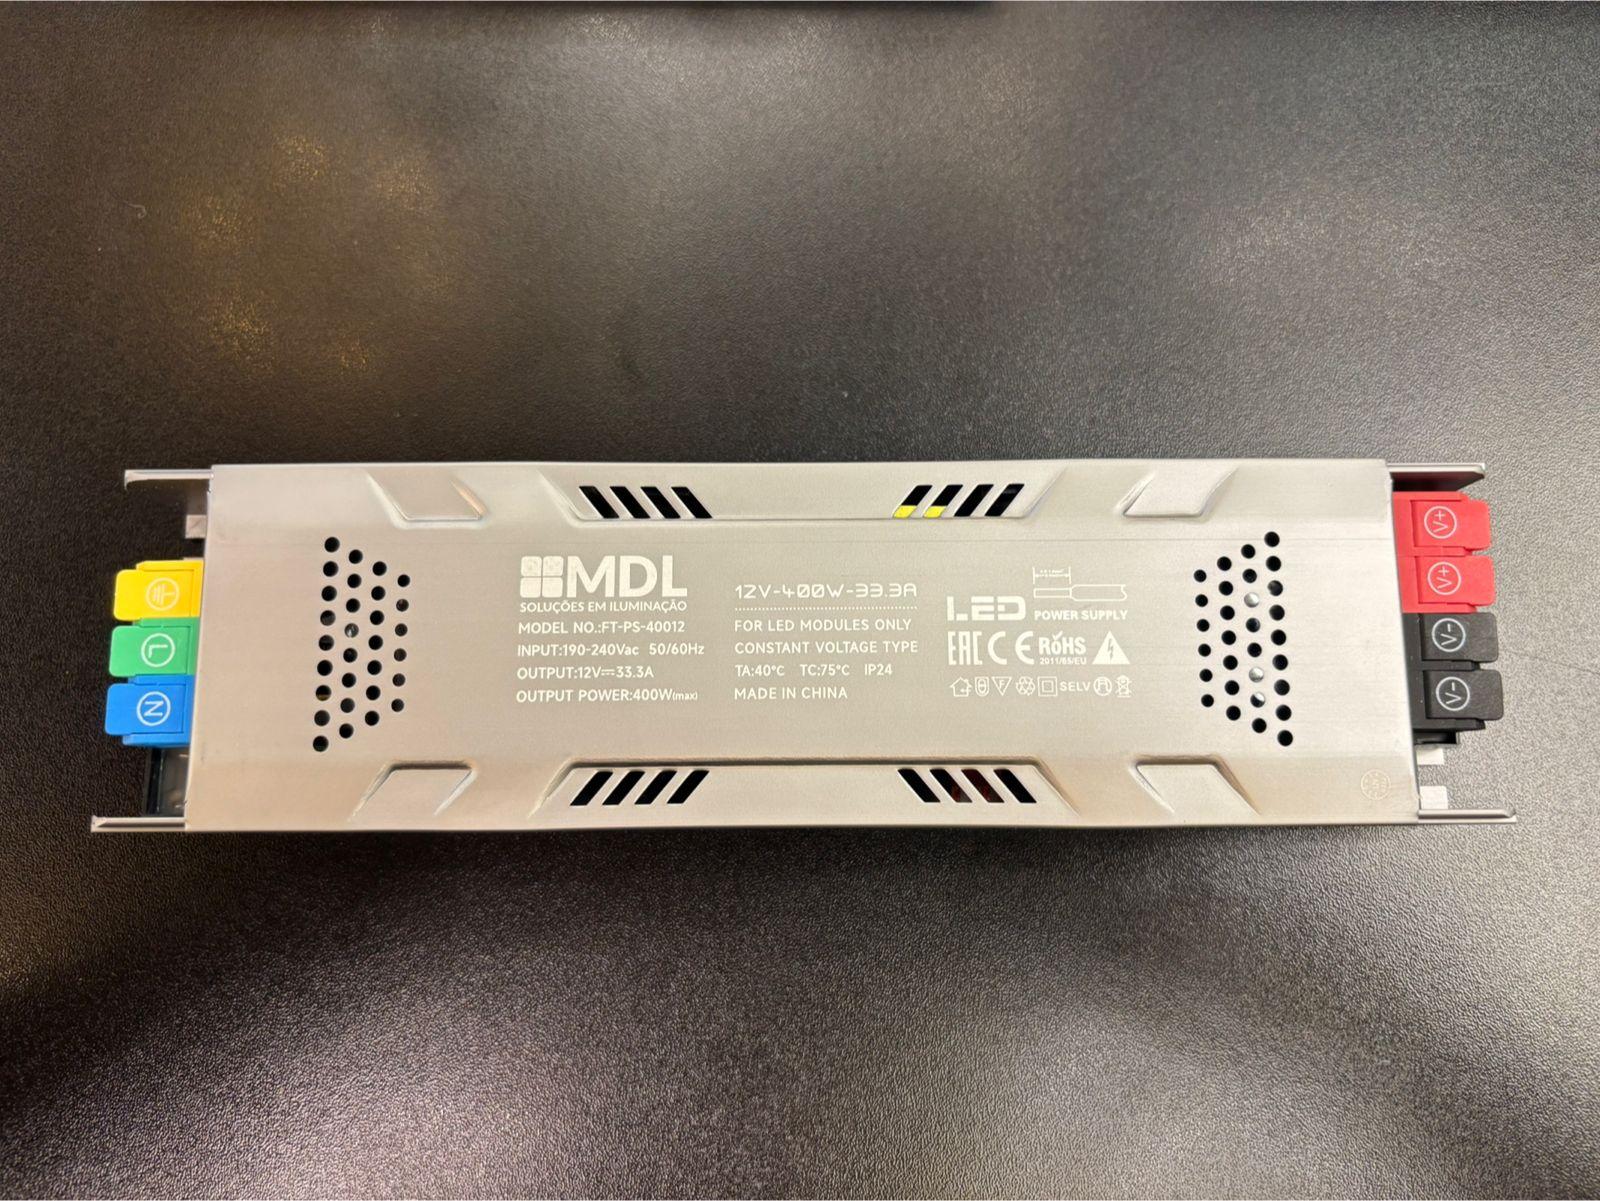 MDL
SOLUÇÕES EM ILUMINAÇÃO
MODEL NO.:FT-PS-40012
INPUT:190-240Vac 50/60Hz
OUTPUT:12V⎓33.3A
OUTPUT POWER:400W(max)
12V-400W-33.3A
FOR LED MODULES ONLY
CONSTANT VOLTAGE TYPE
TA:40°C TC:75°C IP24
MADE IN CHINA
LED POWER SUPPLY
EAC CE RoHS
2011/65/EU
F SELV
L
N
V+
V+
V-
V-